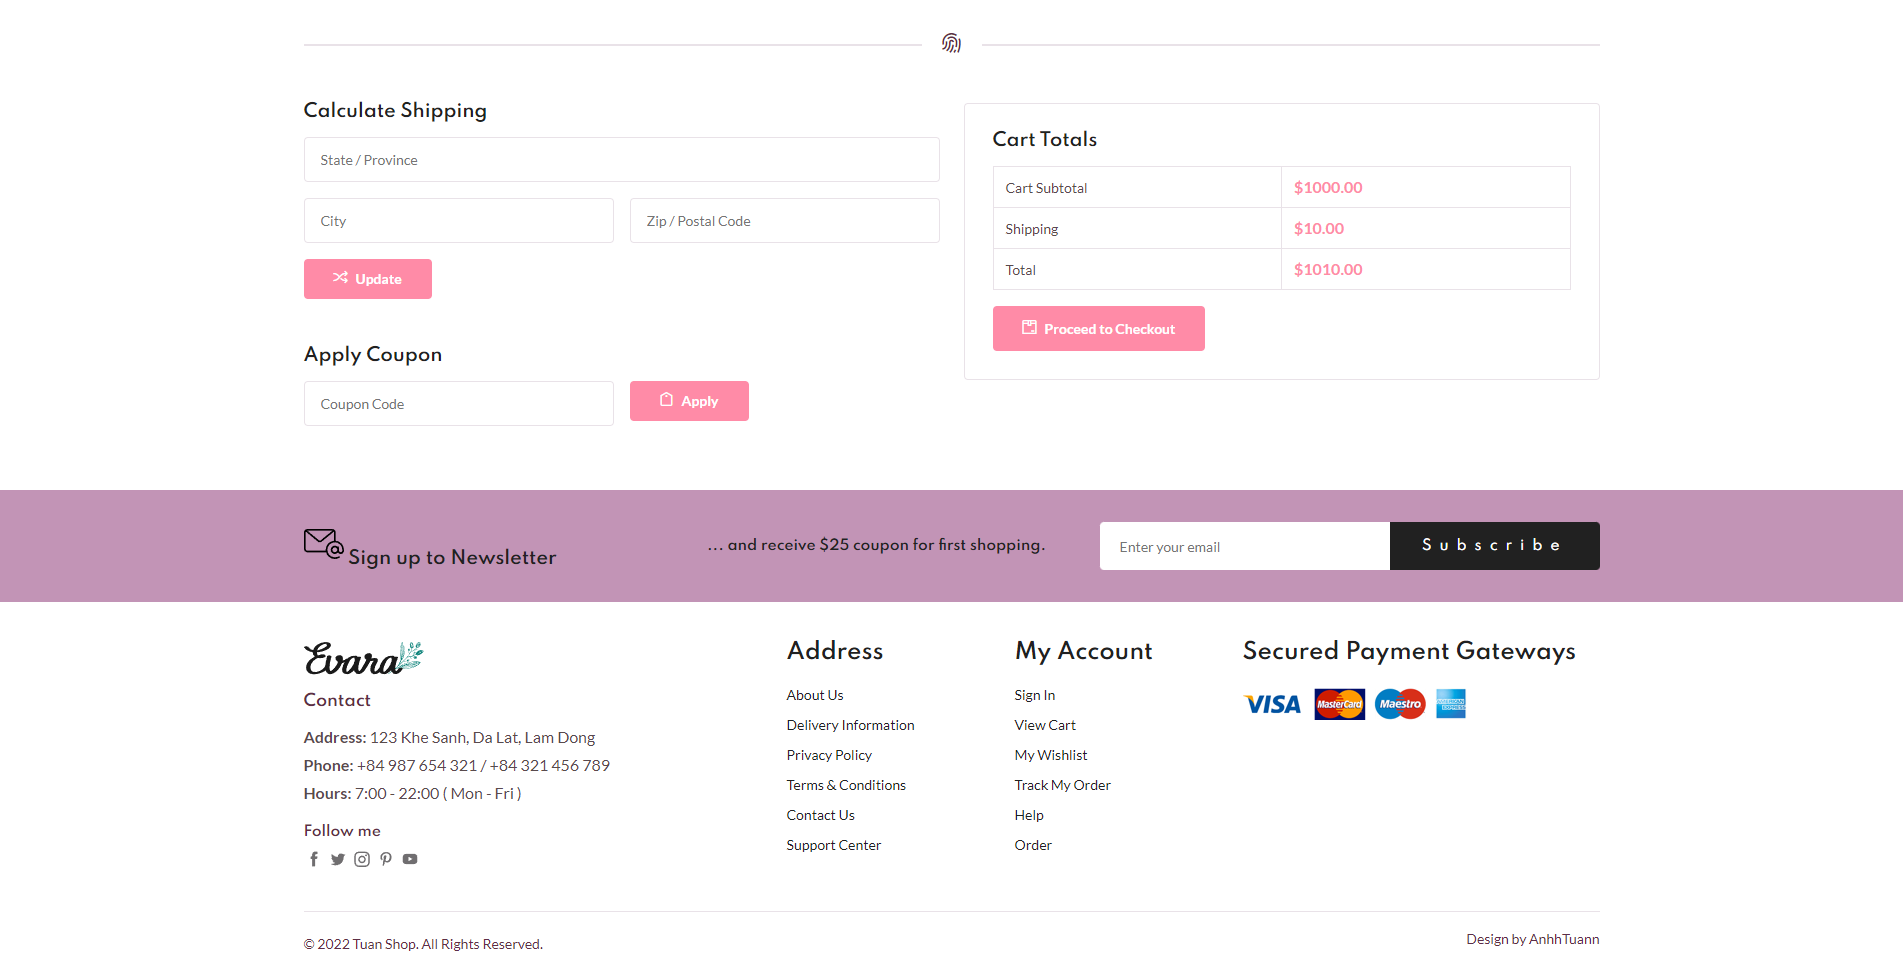 Calculate Shipping
State / Province
City
Zip / Postal Code
Update
Apply Coupon
Coupon Code
Apply
Cart Totals
Cart Subtotal $1000.00
Shipping $10.00
Total $1010.00
Proceed to Checkout
Sign up to Newsletter
... and receive $25 coupon for first shopping.
Enter your email
Subscribe
Evara
Contact
Address: 123 Khe Sanh, Da Lat, Lam Dong
Phone: +84 987 654 321 / +84 321 456 789
Hours: 7:00 - 22:00 ( Mon - Fri )
Follow me
Address
About Us
Delivery Information
Privacy Policy
Terms & Conditions
Contact Us
Support Center
My Account
Sign In
View Cart
My Wishlist
Track My Order
Help
Order
Secured Payment Gateways
VISA
MasterCard
Maestro
AMERICAN EXPRESS
© 2022 Tuan Shop. All Rights Reserved.
Design by AnhhTuann